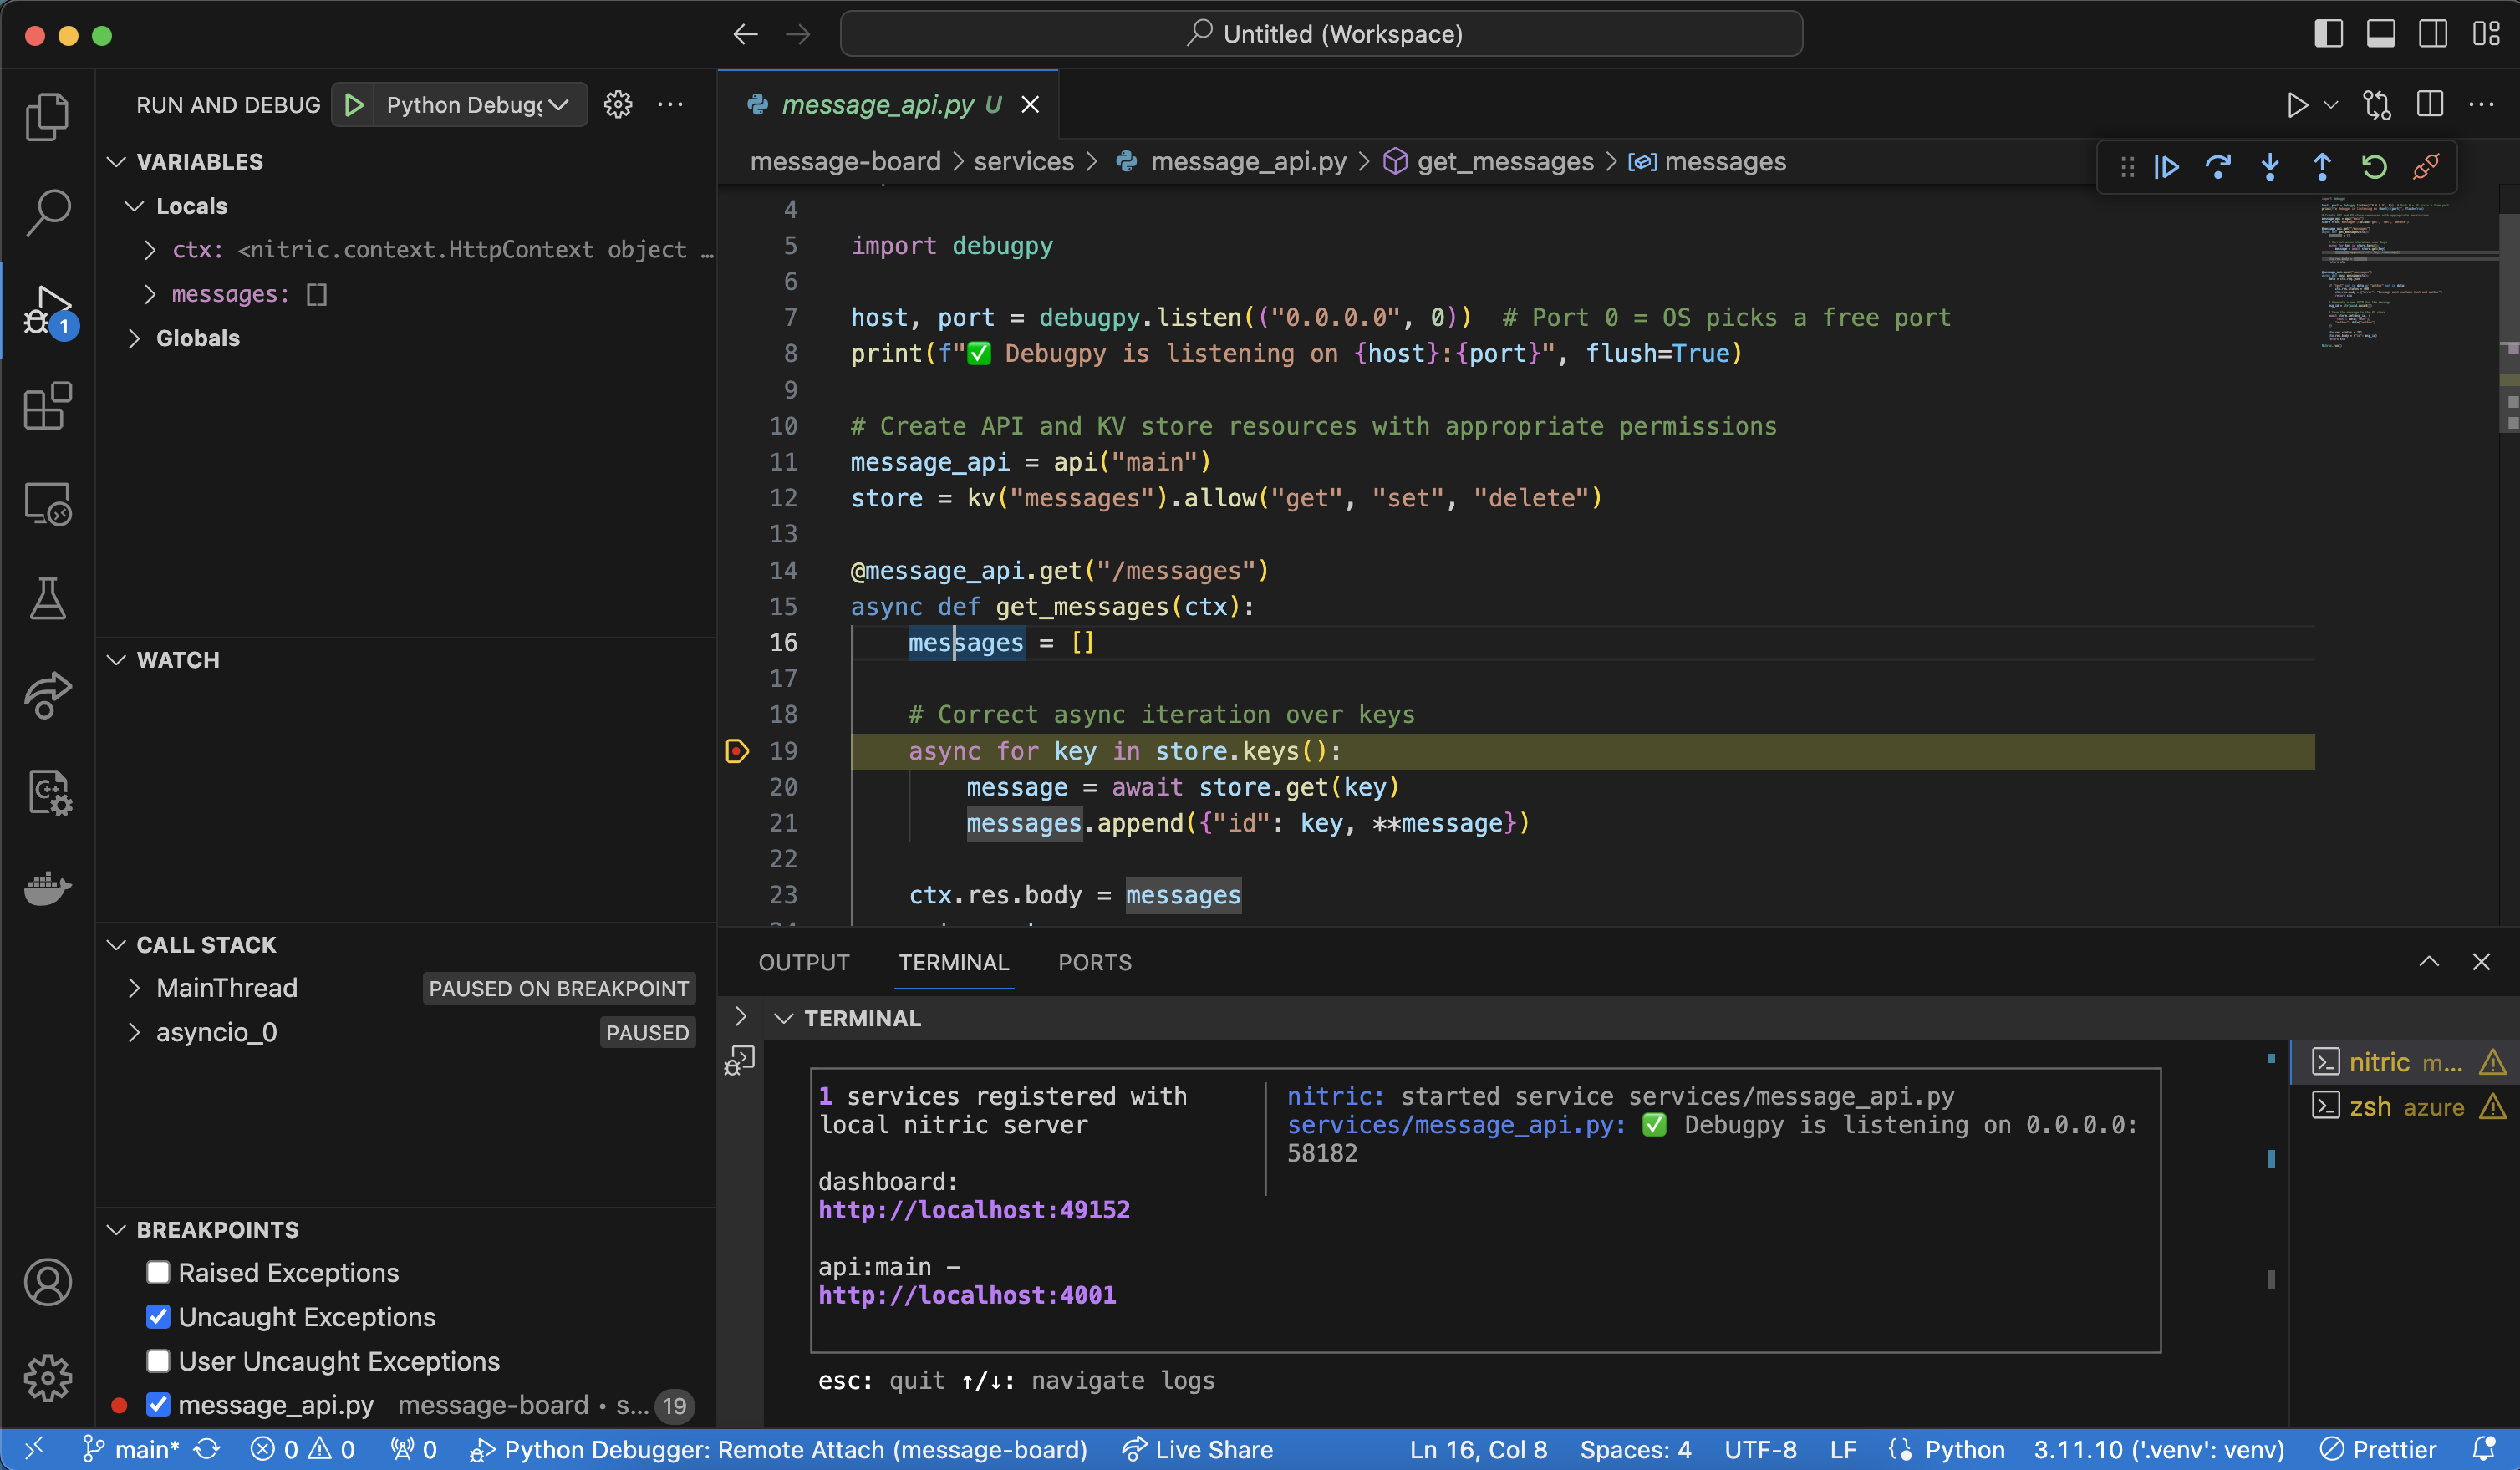 Untitled (Workspace)
RUN AND DEBUG
Python Debugg
VARIABLES
Locals
ctx: <nitric.context.HttpContext object …
messages: []
Globals
WATCH
CALL STACK
MainThread
PAUSED ON BREAKPOINT
asyncio_0
PAUSED
BREAKPOINTS
Raised Exceptions
Uncaught Exceptions
User Uncaught Exceptions
message_api.py message-board • s... 19
1
message_api.py U
message-board > services > message_api.py > get_messages > messages
4
5 import debugpy
6
7 host, port = debugpy.listen(("0.0.0.0", 0))  # Port 0 = OS picks a free port
8 print(f"✅ Debugpy is listening on {host}:{port}", flush=True)
9
10 # Create API and KV store resources with appropriate permissions
11 message_api = api("main")
12 store = kv("messages").allow("get", "set", "delete")
13
14 @message_api.get("/messages")
15 async def get_messages(ctx):
16     messages = []
17
18     # Correct async iteration over keys
19     async for key in store.keys():
20         message = await store.get(key)
21         messages.append({"id": key, **message})
22
23     ctx.res.body = messages
OUTPUT TERMINAL PORTS
TERMINAL
1 services registered with
local nitric server
dashboard:
http://localhost:49152
api:main –
http://localhost:4001
nitric: started service services/message_api.py
services/message_api.py: ✅ Debugpy is listening on 0.0.0.0:
58182
esc: quit ↑/↓: navigate logs
nitric m...
zsh azure
main* 0 0 0 Python Debugger: Remote Attach (message-board) Live Share Ln 16, Col 8 Spaces: 4 UTF-8 LF Python 3.11.10 ('.venv': venv) Prettier